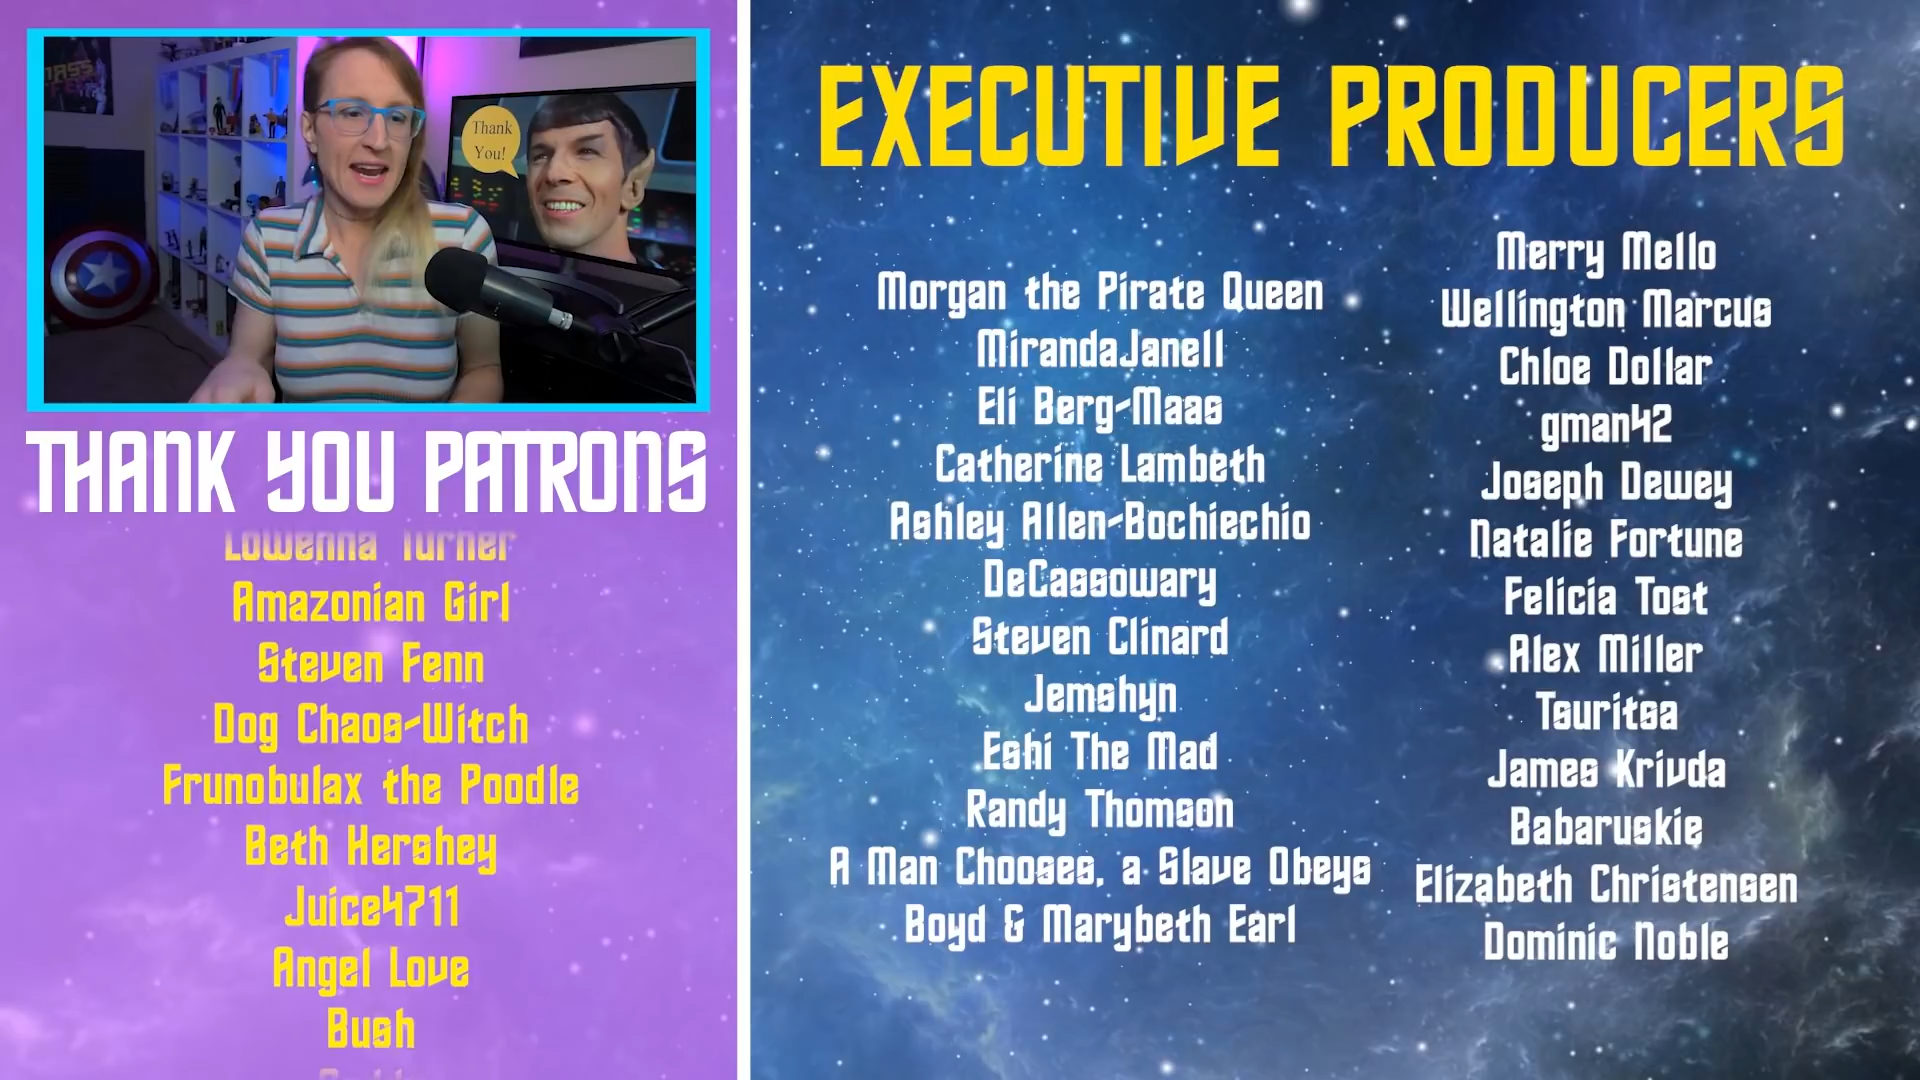 Thank
You!
THANK YOU PATRONS
Lowenna Turner
Amazonian Girl
Steven Fenn
Dog Chaos-Witch
Frunobulax the Poodle
Beth Hershey
Juice4711
Angel Love
Bush
EXECUTIVE PRODUCERS
Morgan the Pirate Queen
MirandaJanell
Eli Berg-Maas
Catherine Lambeth
Ashley Allen-Bochiechio
DeCassowary
Steven Clinard
Jemshyn
Eshi The Mad
Randy Thomson
A Man Chooses, a Slave Obeys
Boyd & Marybeth Earl
Merry Mello
Wellington Marcus
Chloe Dollar
gman42
Joseph Dewey
Natalie Fortune
Felicia Tost
Alex Miller
Tsuritsa
James Krivda
Babaruskie
Elizabeth Christensen
Dominic Noble